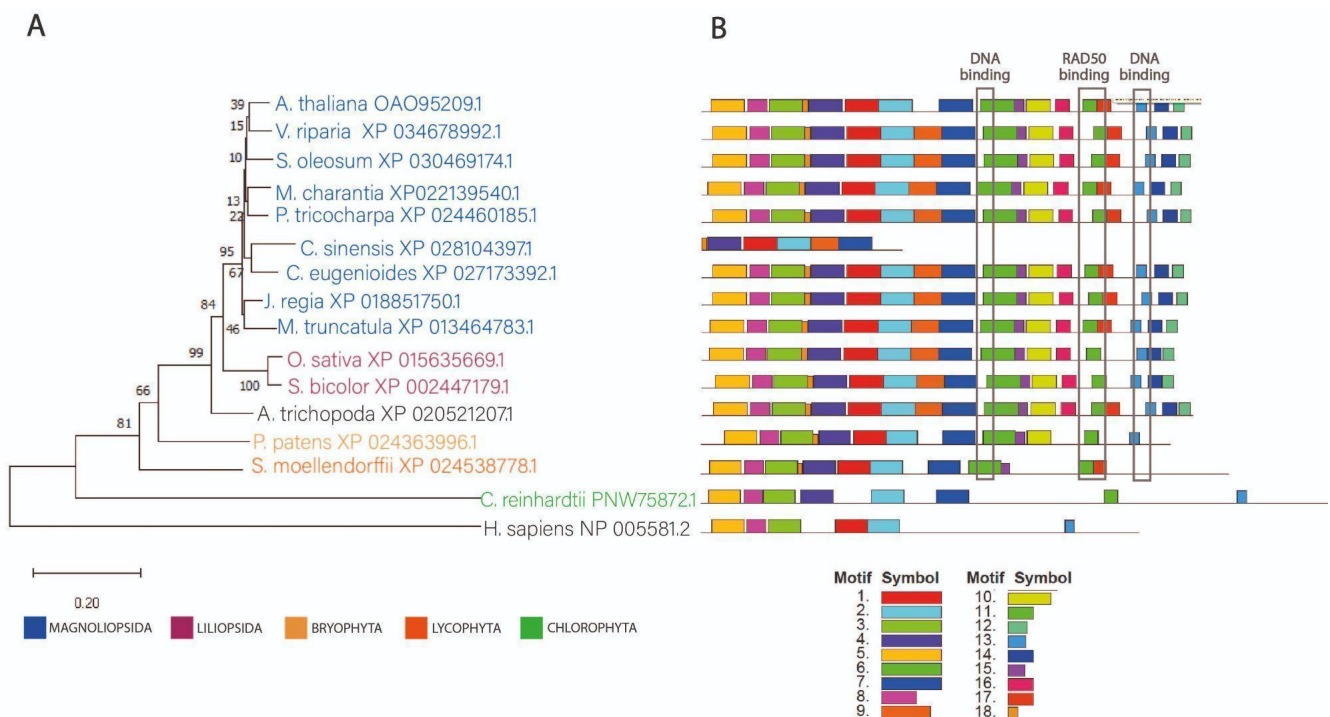 A
B
DNA
binding
RAD50
binding
DNA
binding
39
A. thaliana OAO95209.1
15
V. riparia XP 034678992.1
10
S. oleosum XP 030469174.1
13
M. charantia XP022139540.1
22
P. tricocharpa XP 024460185.1
95
C. sinensis XP 028104397.1
67
C. eugenioides XP 027173392.1
84
J. regia XP 018851750.1
46
M. truncatula XP 013464783.1
99
O. sativa XP 015635669.1
100
S. bicolor XP 002447179.1
66
A. trichopoda XP 020521207.1
81
P. patens XP 024363996.1
S. moellendorffii XP 024538778.1
C. reinhardtii PNW75872.1
H. sapiens NP 005581.2
0.20
MAGNOLIOPSIDA LILIOPSIDA BRYOPHYTA LYCOPHYTA CHLOROPHYTA
Motif Symbol Motif Symbol
1. 10.
2. 11.
3. 12.
4. 13.
5. 14.
6. 15.
7. 16.
8. 17.
9. 18.